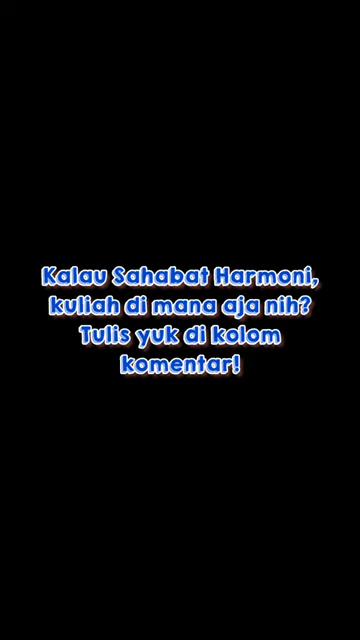 Kalau Sahabat Harmoni,
kuliah di mana aja nih?
Tulis yuk di kolom
komentar!